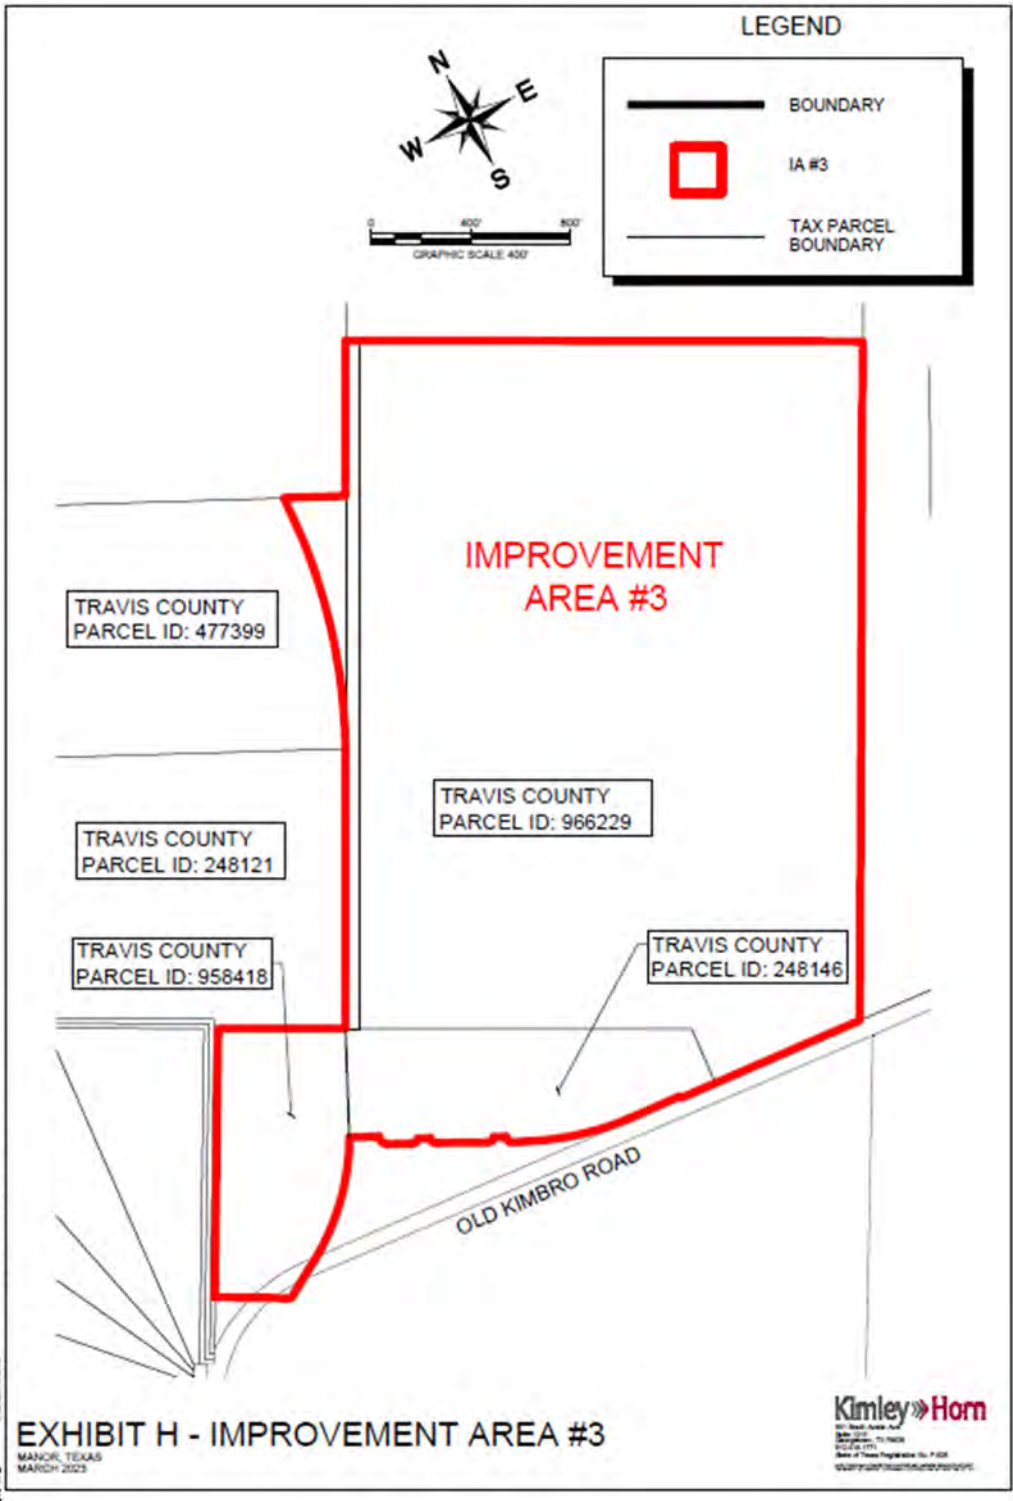 LEGEND
BOUNDARY
IA #3
TAX PARCEL
BOUNDARY
N
E
W
S
0 400' 800'
GRAPHIC SCALE 400'
IMPROVEMENT
AREA #3
TRAVIS COUNTY
PARCEL ID: 477399
TRAVIS COUNTY
PARCEL ID: 966229
TRAVIS COUNTY
PARCEL ID: 248121
TRAVIS COUNTY
PARCEL ID: 958418
TRAVIS COUNTY
PARCEL ID: 248146
OLD KIMBRO ROAD
EXHIBIT H - IMPROVEMENT AREA #3
MANOR, TEXAS
MARCH 2023
Kimley»Horn